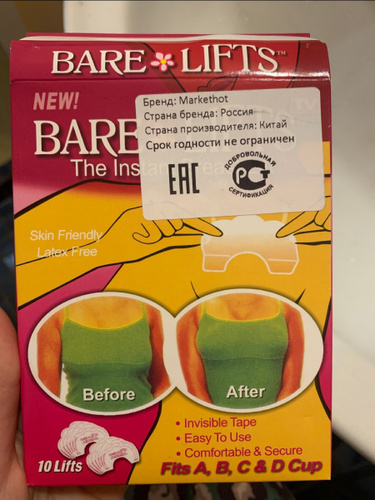 BARE LIFTS™
NEW!
Бренд: Markethot
Страна бренда: Россия
Страна производителя: Китай
Срок годности не ограничен
ЕАС
ДОБРОВОЛЬНАЯ
РСТ
СЕРТИФИКАЦИЯ
BARE
The Instant
Skin Friendly
Latex Free
Before
After
• Invisible Tape
• Easy To Use
• Comfortable & Secure
10 Lifts
Fits A, B, C & D Cup